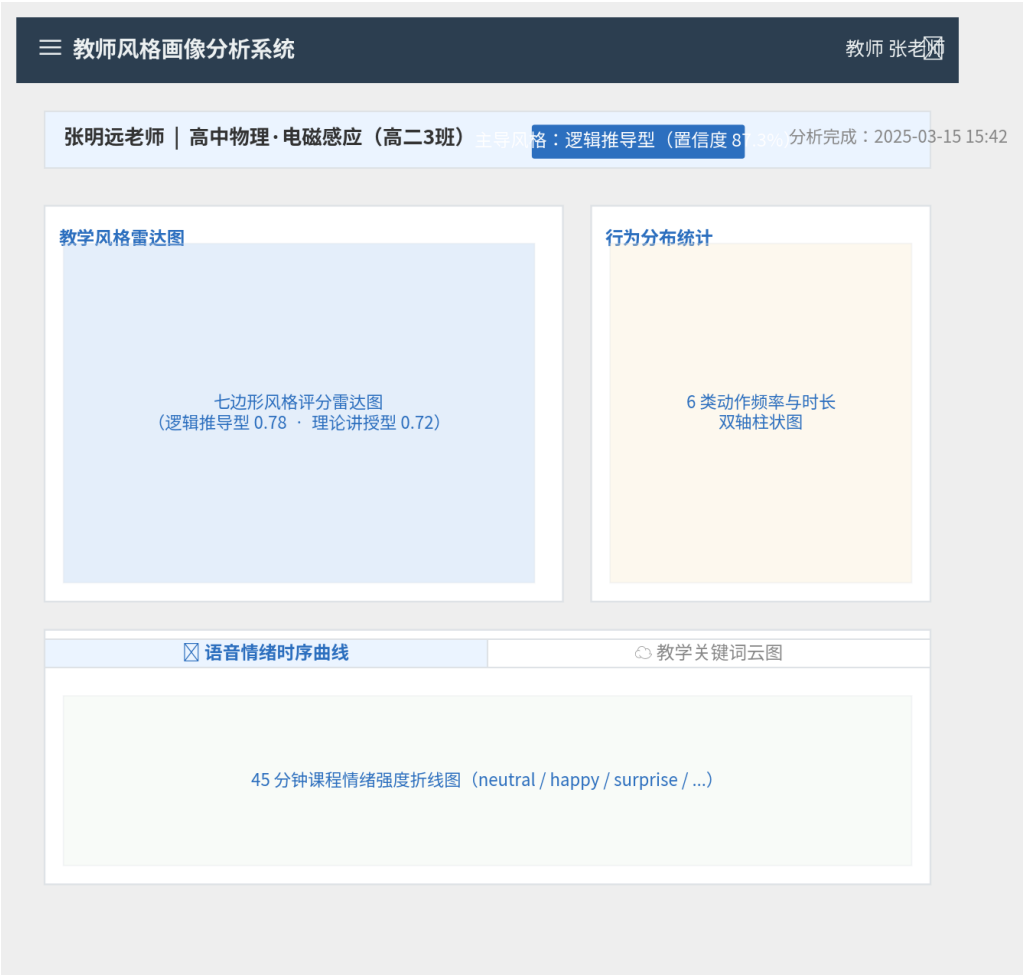 教师风格画像分析系统
教师 张老师
张明远老师 | 高中物理·电磁感应（高二3班）
主导风格：逻辑推导型（置信度 87.3%）
分析完成：2025-03-15 15:42
教学风格雷达图
行为分布统计
七边形风格评分雷达图
（逻辑推导型 0.78 · 理论讲授型 0.72）
6 类动作频率与时长
双轴柱状图
语音情绪时序曲线
教学关键词云图
45 分钟课程情绪强度折线图（neutral / happy / surprise / ...）